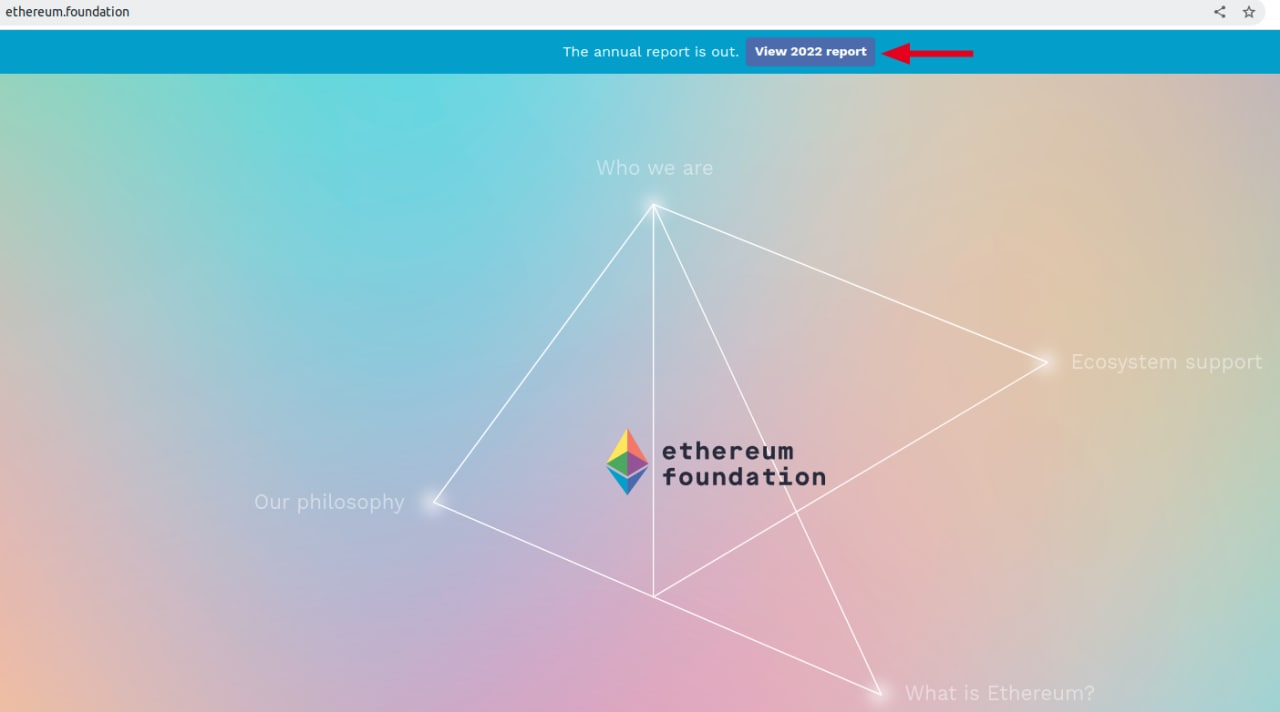 ethereum.foundation
The annual report is out. View 2022 report
Who we are
Ecosystem support
ethereum
foundation
Our philosophy
What is Ethereum?